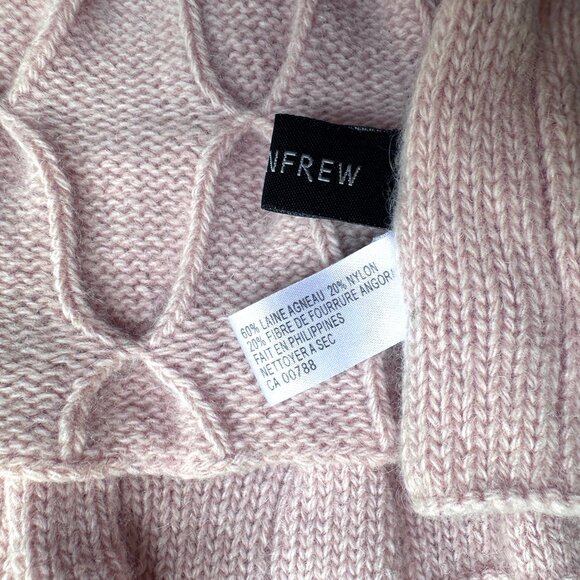 NFREW
60% LAINE AGNEAU 20% NYLON
20% FIBRE DE FOURRURE ANGORA
FAIT EN PHILIPPINES
NETTOYER A SEC
CA 00788